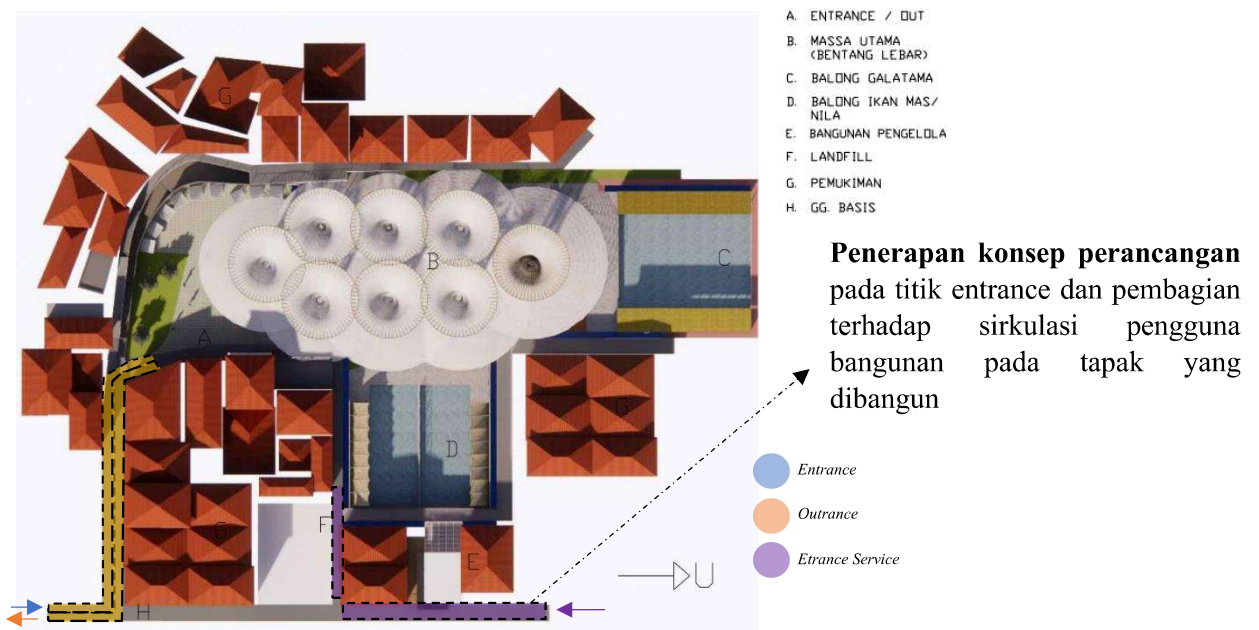 A. ENTRANCE / OUT
B. MASSA UTAMA
(BENTANG LEBAR)
C. BALONG GALATAMA
D. BALONG IKAN MAS/
NILA
E. BANGUNAN PENGELOLA
F. LANDFILL
G. PEMUKIMAN
H. GG. BASIS
Penerapan konsep perancangan
pada titik entrance dan pembagian
terhadap sirkulasi pengguna
bangunan pada tapak yang
dibangun
Entrance
Outrance
Etrance Service
G
B
C
A
G
D
G
F
E
U
H